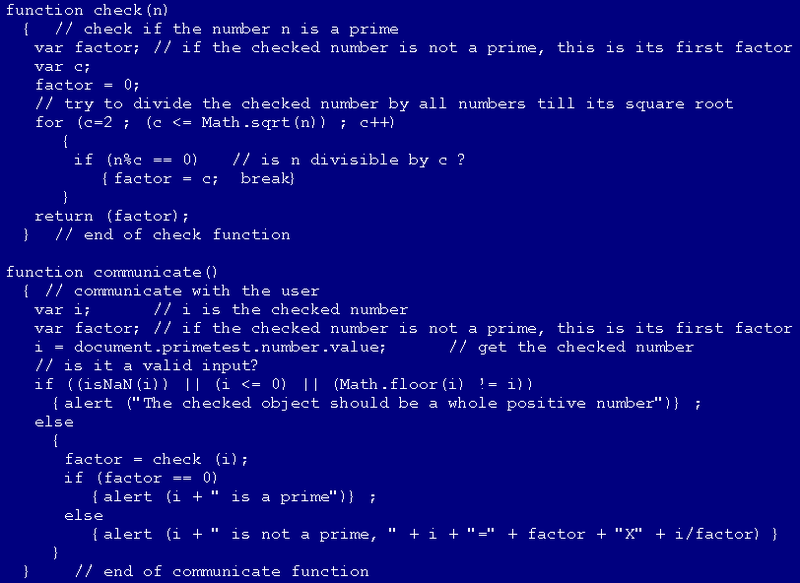 function check(n)
{ // check if the number n is a prime
var factor; // if the checked number is not a prime, this is its first factor
var c;
factor = 0;
// try to divide the checked number by all numbers till its square root
for (c=2 ; (c <= Math.sqrt(n)) ; c++)
{
if (n%c == 0) // is n divisible by c ?
{factor = c; break}
}
return (factor);
} // end of check function
function communicate()
{ // communicate with the user
var i; // i is the checked number
var factor; // if the checked number is not a prime, this is its first factor
i = document.primetest.number.value; // get the checked number
// is it a valid input?
if ((isNaN(i)) || (i <= 0) || (Math.floor(i) != i))
{alert ("The checked object should be a whole positive number")} ;
else
{
factor = check (i);
if (factor == 0)
{alert (i + " is a prime")} ;
else
{alert (i + " is not a prime, " + i + "=" + factor + "X" + i/factor) }
}
} // end of communicate function